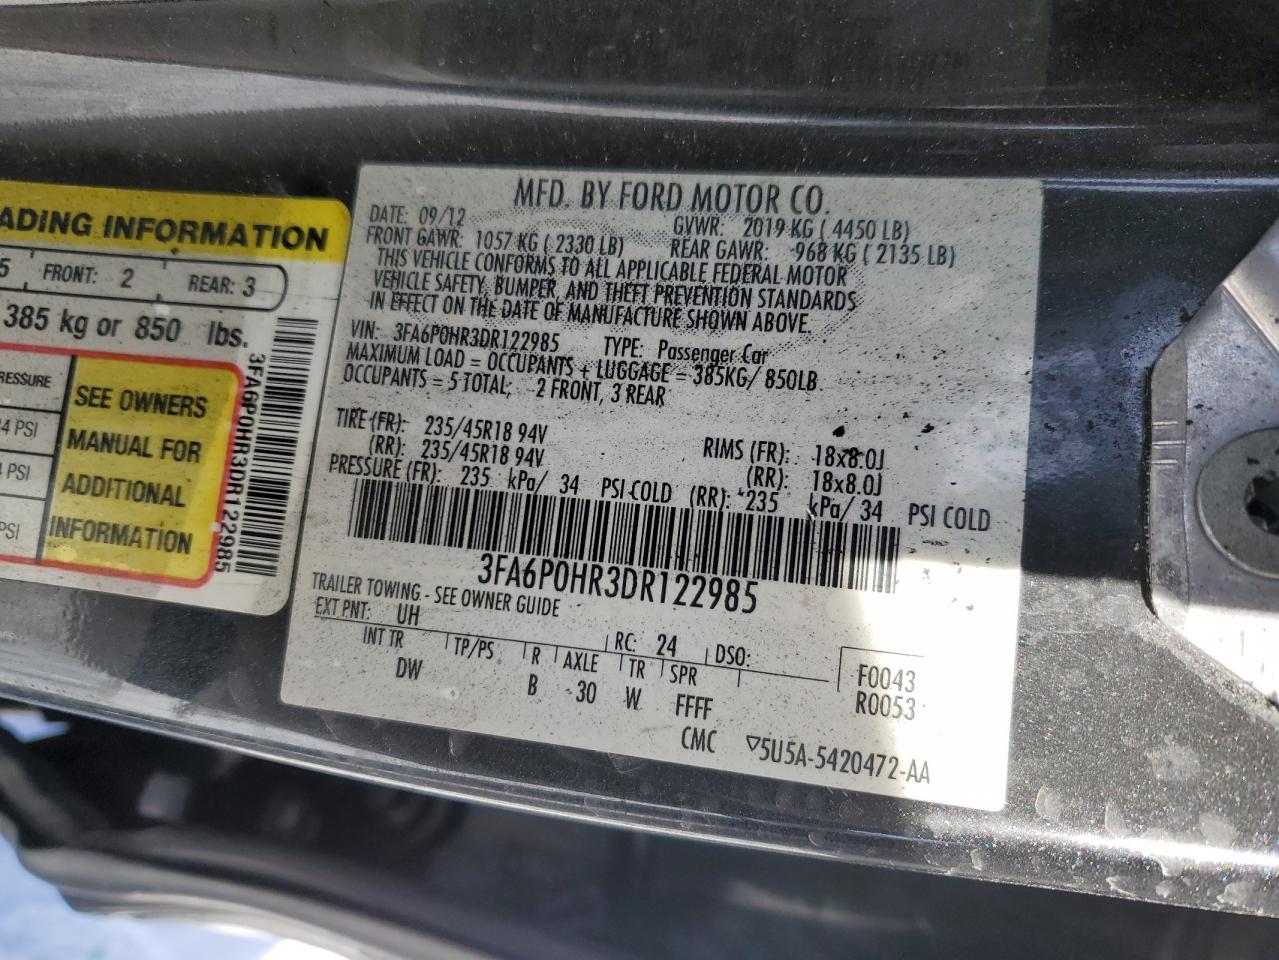 ADING INFORMATION
5 FRONT: 2 REAR: 3
385 kg or 850 lbs.
RESSURE
4 PSI
4 PSI
PSI
SEE OWNERS
MANUAL FOR
ADDITIONAL
INFORMATION
3FA6P0HR3DR122985
MFD. BY FORD MOTOR CO.
DATE: 09/12 GVWR: 2019 KG ( 4450 LB)
FRONT GAWR: 1057 KG ( 2330 LB) REAR GAWR: 968 KG ( 2135 LB)
THIS VEHICLE CONFORMS TO ALL APPLICABLE FEDERAL MOTOR
VEHICLE SAFETY, BUMPER, AND THEFT PREVENTION STANDARDS
IN EFFECT ON THE DATE OF MANUFACTURE SHOWN ABOVE.
VIN: 3FA6P0HR3DR122985 TYPE: Passenger Car
MAXIMUM LOAD = OCCUPANTS + LUGGAGE = 385KG/ 850LB
OCCUPANTS = 5 TOTAL, 2 FRONT, 3 REAR
TIRE (FR): 235/45R18 94V RIMS (FR): 18x8.0J
(RR): 235/45R18 94V (RR): 18x8.0J
PRESSURE (FR): 235 kPa/ 34 PSI COLD (RR): 235 kPa/ 34 PSI COLD
3FA6P0HR3DR122985
TRAILER TOWING - SEE OWNER GUIDE
EXT PNT: UH RC: 24 DSO: F0043
INT TR TP/PS R AXLE TR SPR R0053
DW B 30 W FFFF
CMC ▽5U5A-5420472-AA